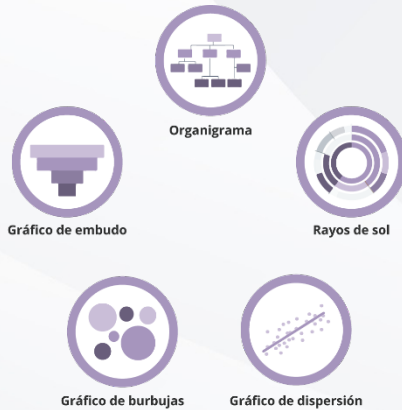 Organigrama
Gráfico de embudo
Rayos de sol
Gráfico de burbujas
Gráfico de dispersión